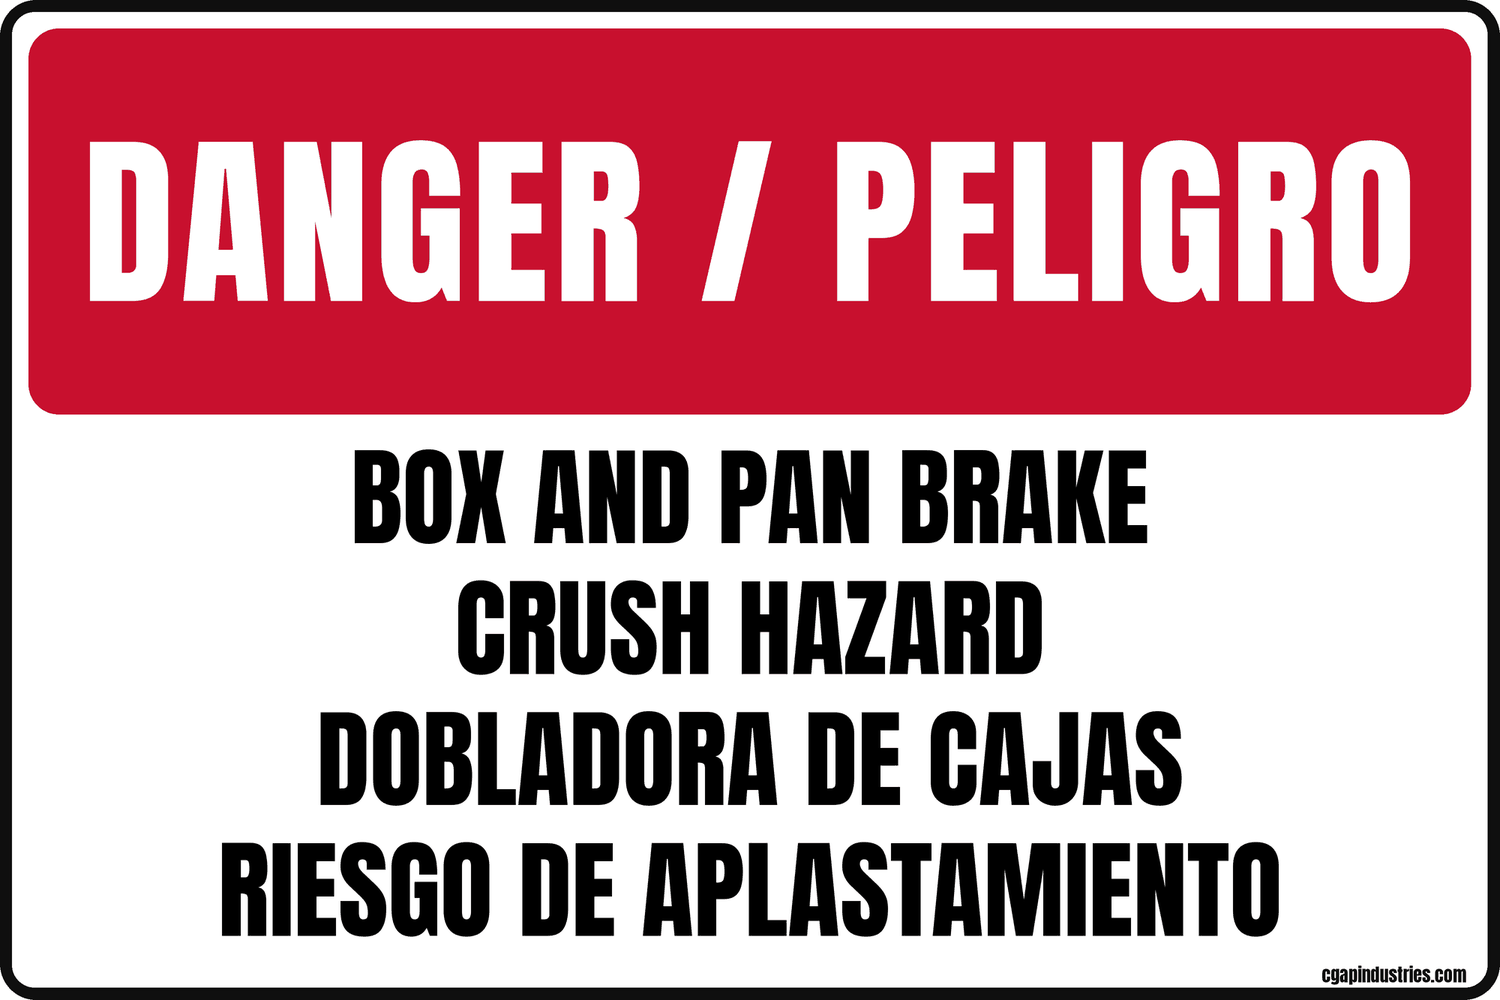 DANGER / PELIGRO
BOX AND PAN BRAKE
CRUSH HAZARD
DOBLADORA DE CAJAS
RIESGO DE APLASTAMIENTO
cgapindustries.com